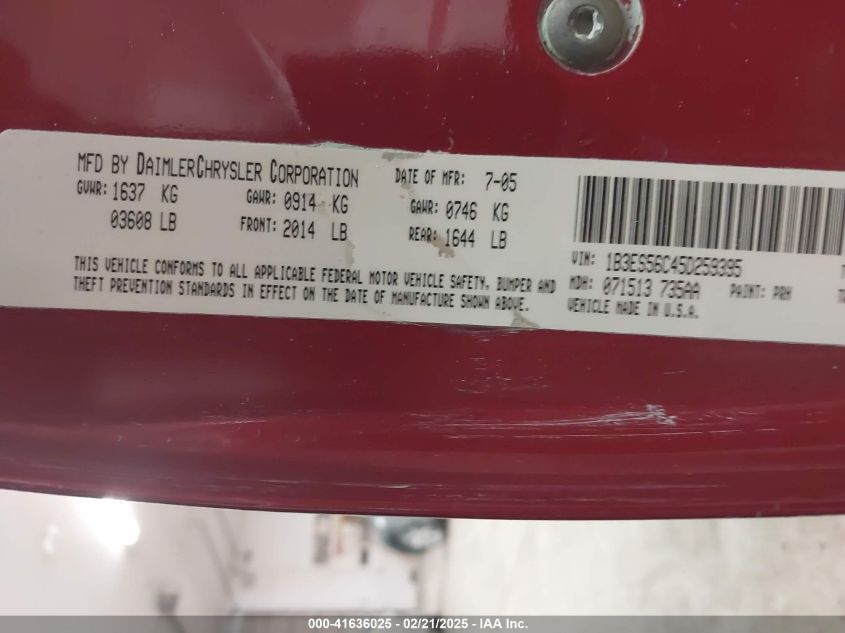 MFD BY DAIMLERCHRYSLER CORPORATION DATE OF MFR: 7-05
GVWR: 1637 KG GAWR: 0914 KG GAWR: 0746 KG
03608 LB FRONT: 2014 LB REAR: 1644 LB
THIS VEHICLE CONFORMS TO ALL APPLICABLE FEDERAL MOTOR VEHICLE SAFETY, BUMPER AND
THEFT PREVENTION STANDARDS IN EFFECT ON THE DATE OF MANUFACTURE SHOWN ABOVE.
VIN: 1B3ES56C45D259395
MDH: 071513 735AA PAINT: PRH
VEHICLE MADE IN U.S.A.
000-41636025 - 02/21/2025 - IAA Inc.